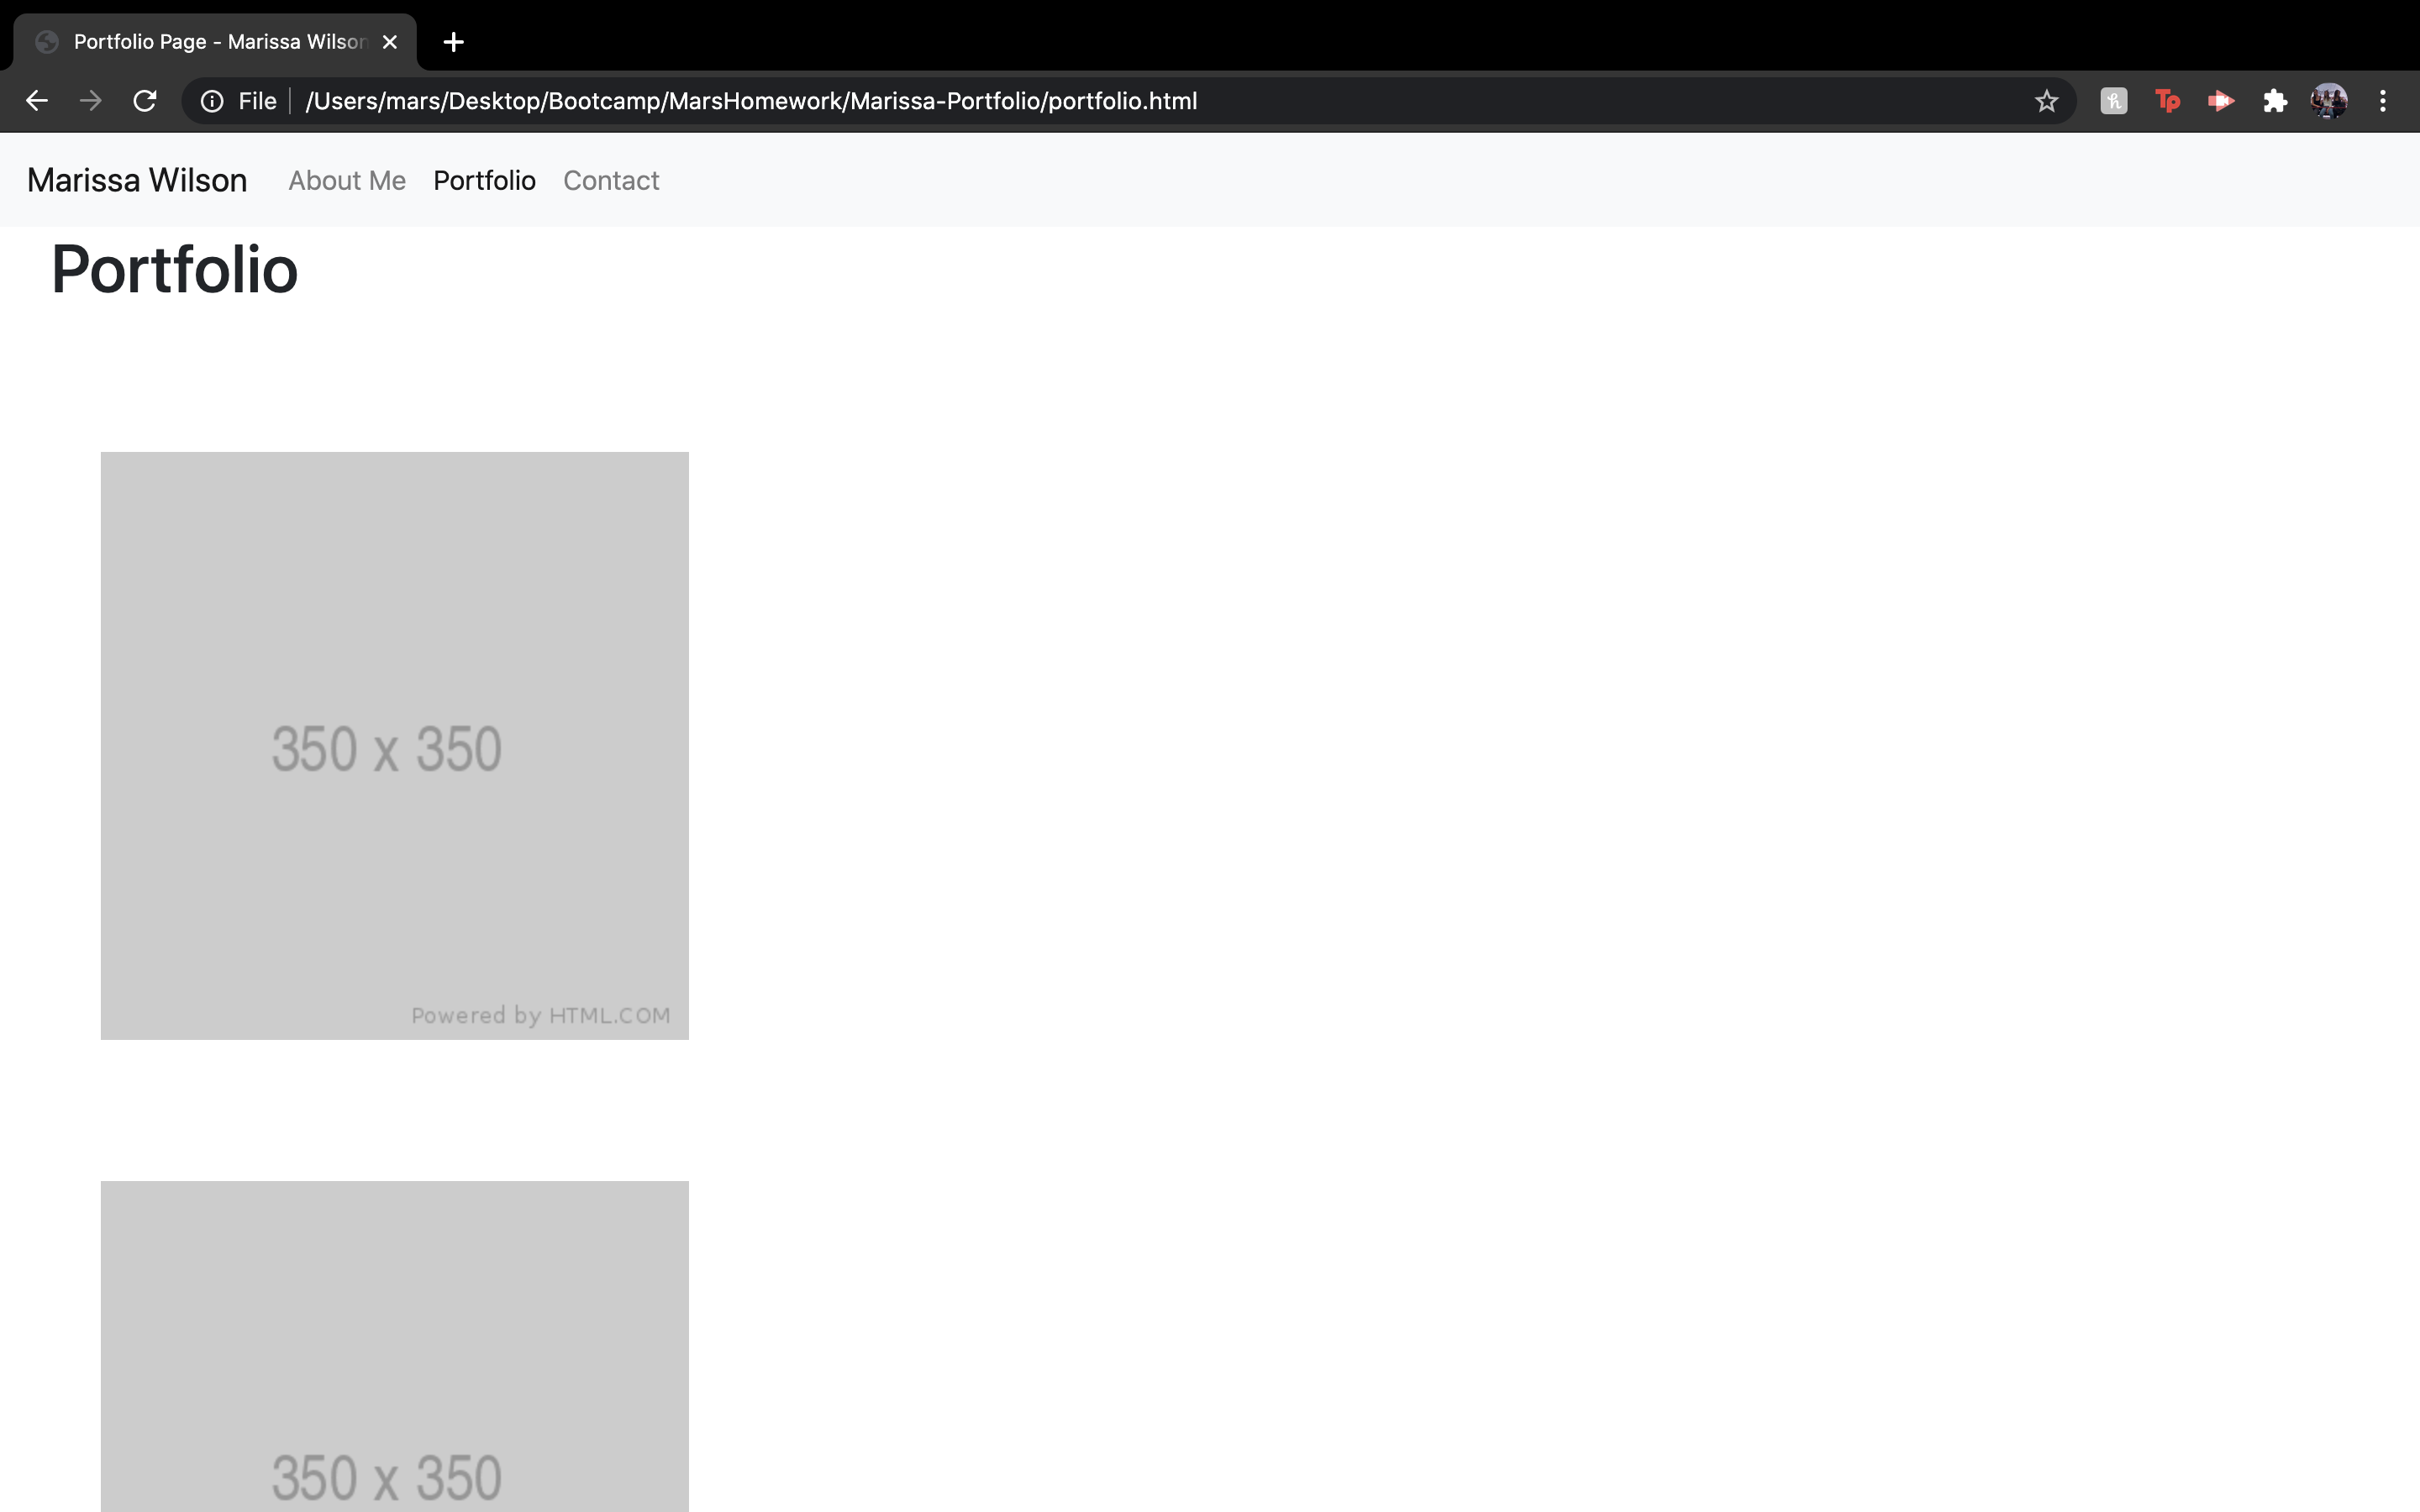 Portfolio Page - Marissa Wilson
File /Users/mars/Desktop/Bootcamp/MarsHomework/Marissa-Portfolio/portfolio.html
Tp
Marissa Wilson About Me Portfolio Contact
Portfolio
350 x 350
Powered by HTML.COM
350 x 350